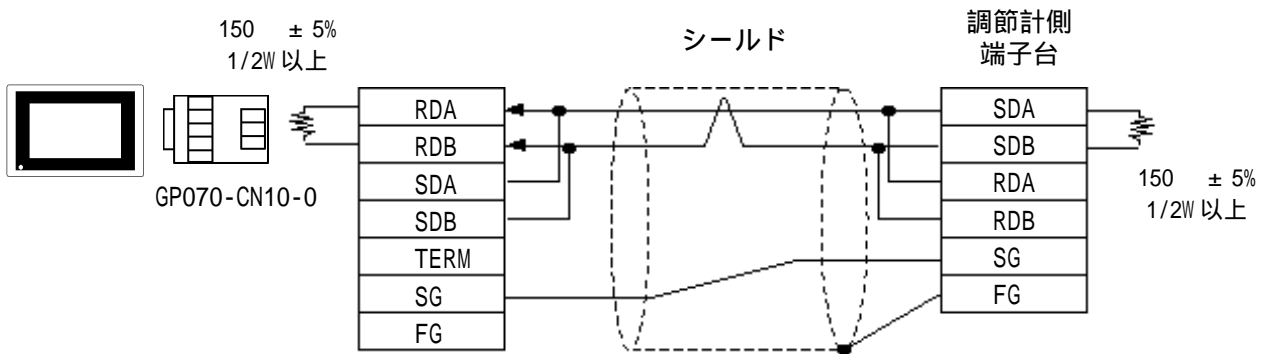 150 ± 5%
1/2W 以上
GP070-CN10-0
RDA
RDB
SDA
SDB
TERM
SG
FG
シールド
調節計側
端子台
SDA
SDB
RDA
RDB
SG
FG
150 ± 5%
1/2W 以上